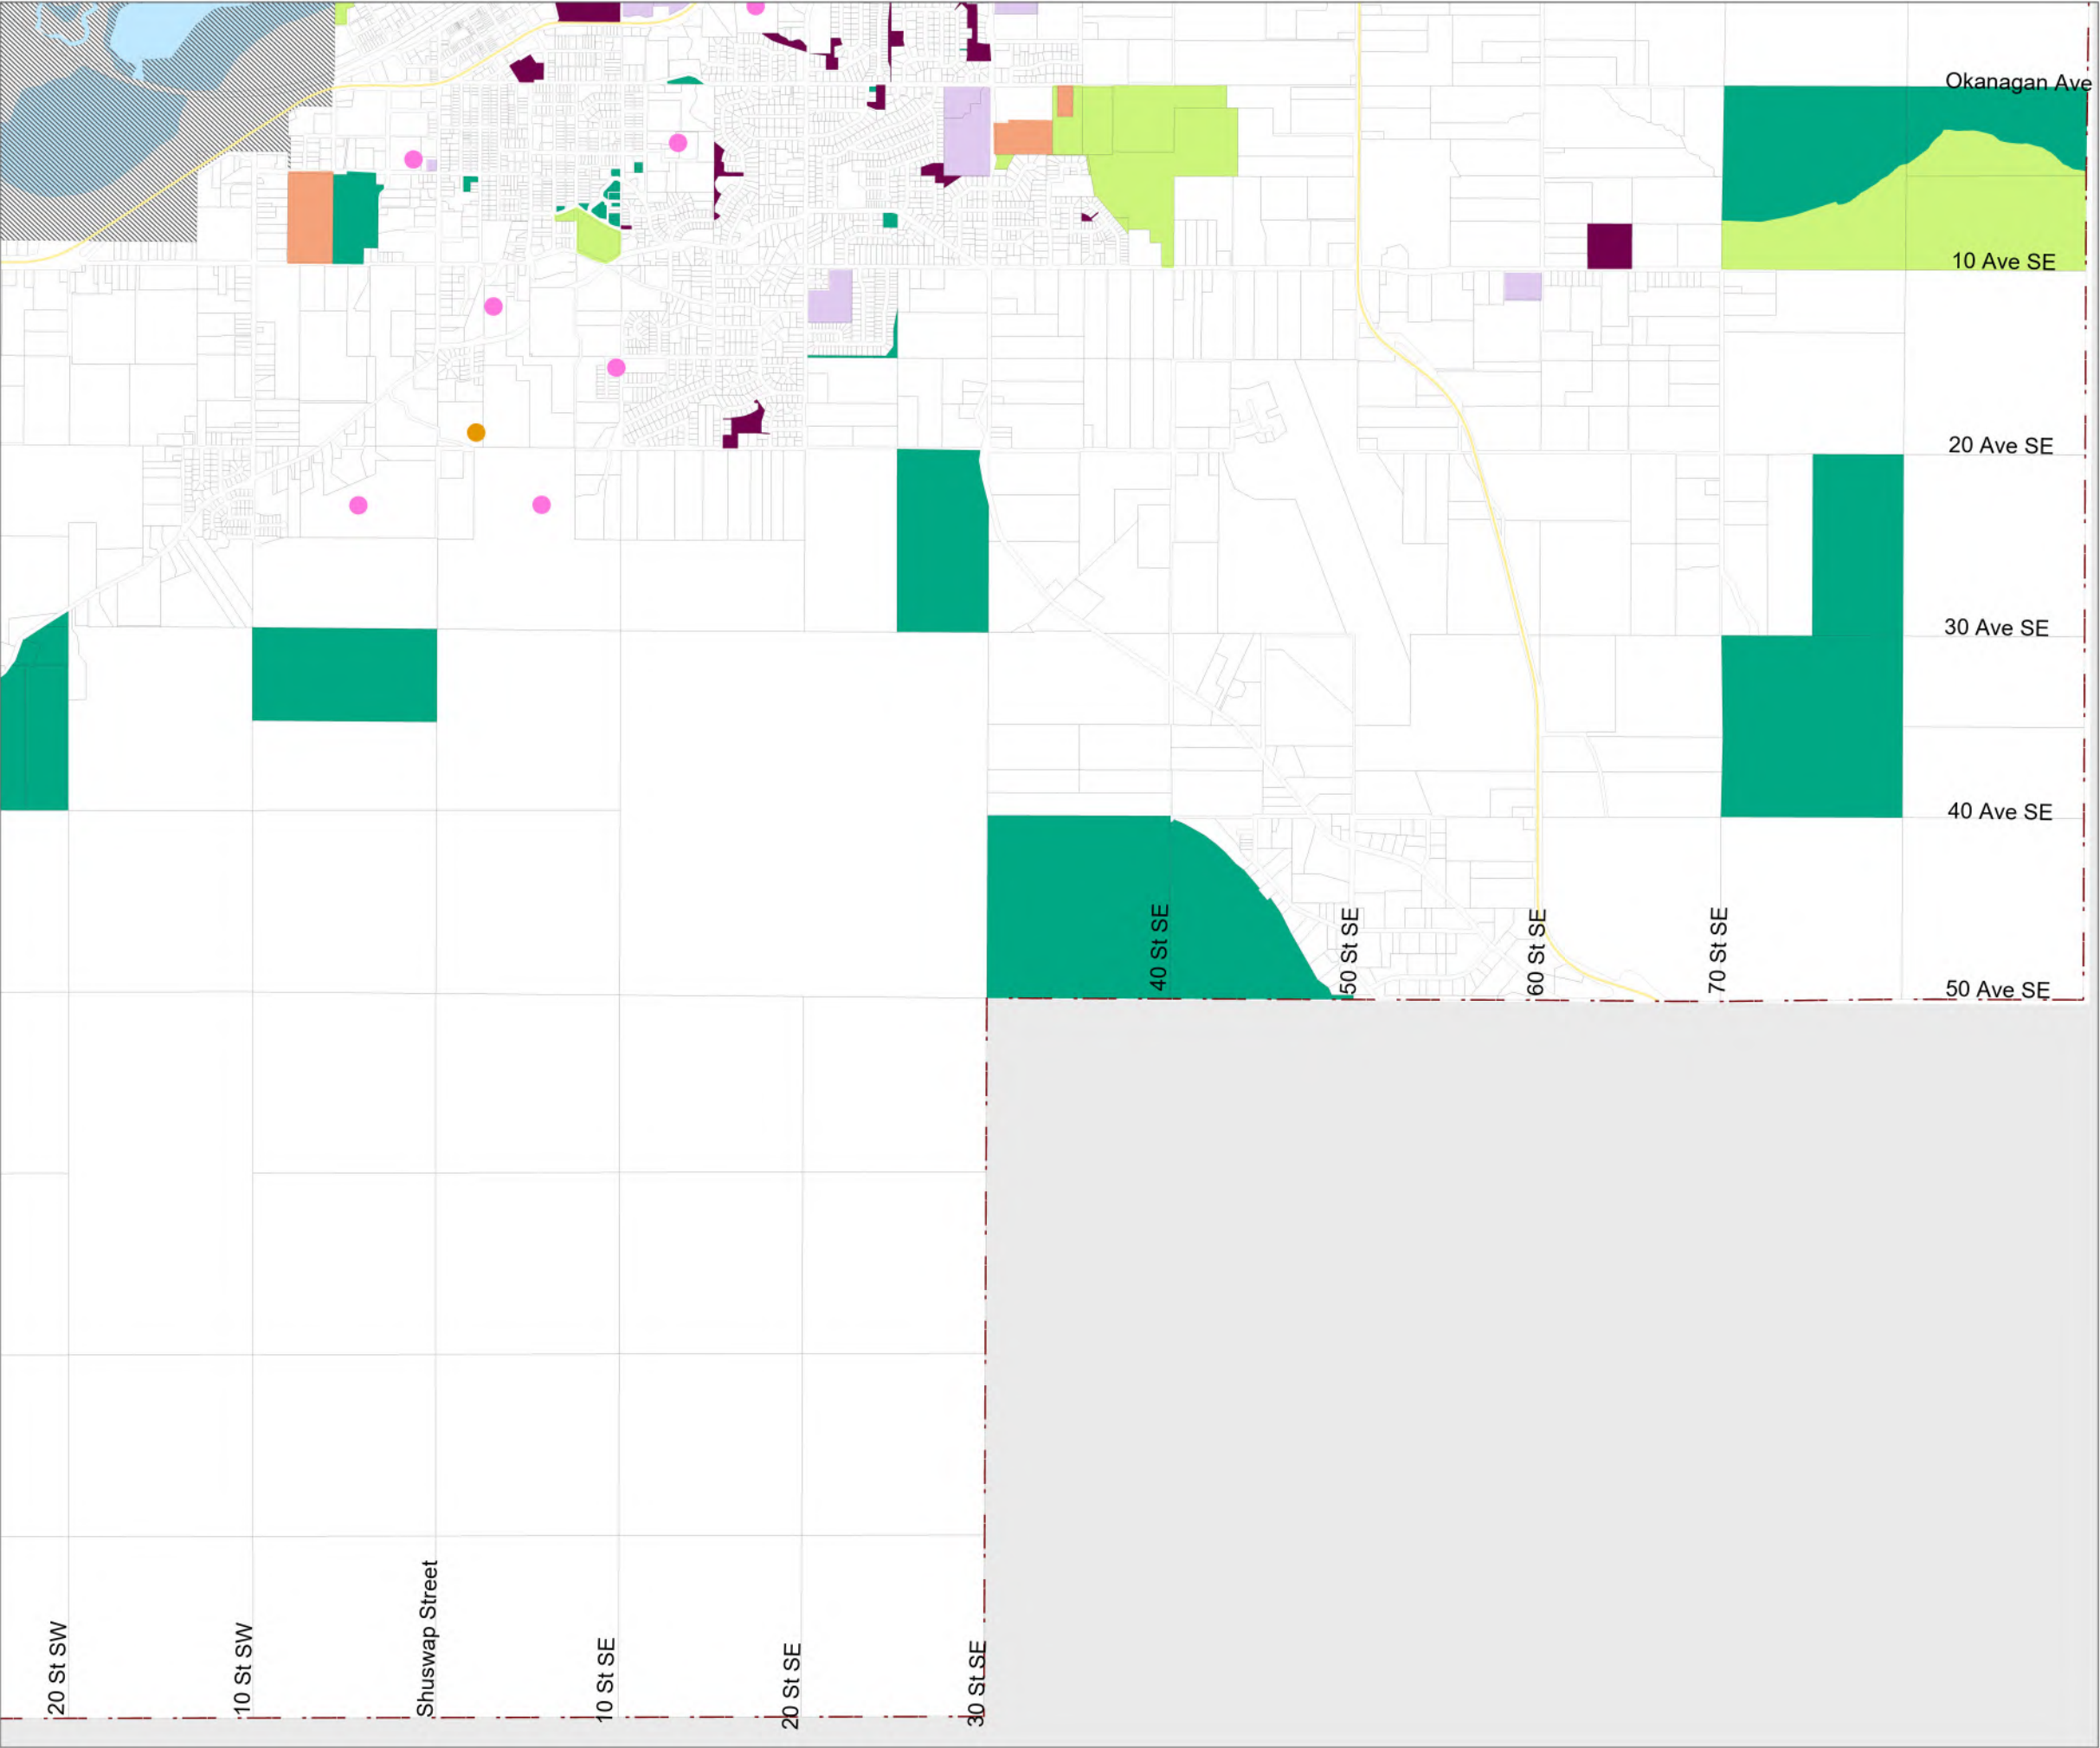 Okanagan Ave
10 Ave SE
20 Ave SE
30 Ave SE
40 Ave SE
40 St SE
50 St SE
60 St SE
70 St SE
50 Ave SE
20 St SW
10 St SW
Shuswap Street
10 St SE
20 St SE
30 St SE